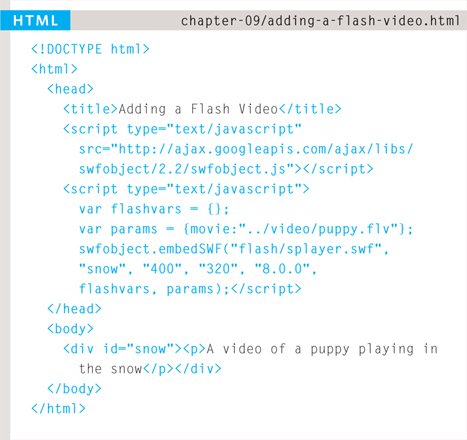 HTML chapter-09/adding-a-flash-video.html
<!DOCTYPE html>
<html>
<head>
<title>Adding a Flash Video</title>
<script type="text/javascript"
src="http://ajax.googleapis.com/ajax/libs/
swfobject/2.2/swfobject.js"></script>
<script type="text/javascript">
var flashvars = {};
var params = {movie:"../video/puppy.flv"};
swfobject.embedSWF("flash/splayer.swf",
"snow", "400", "320", "8.0.0",
flashvars, params);</script>
</head>
<body>
<div id="snow"><p>A video of a puppy playing in
the snow</p></div>
</body>
</html>